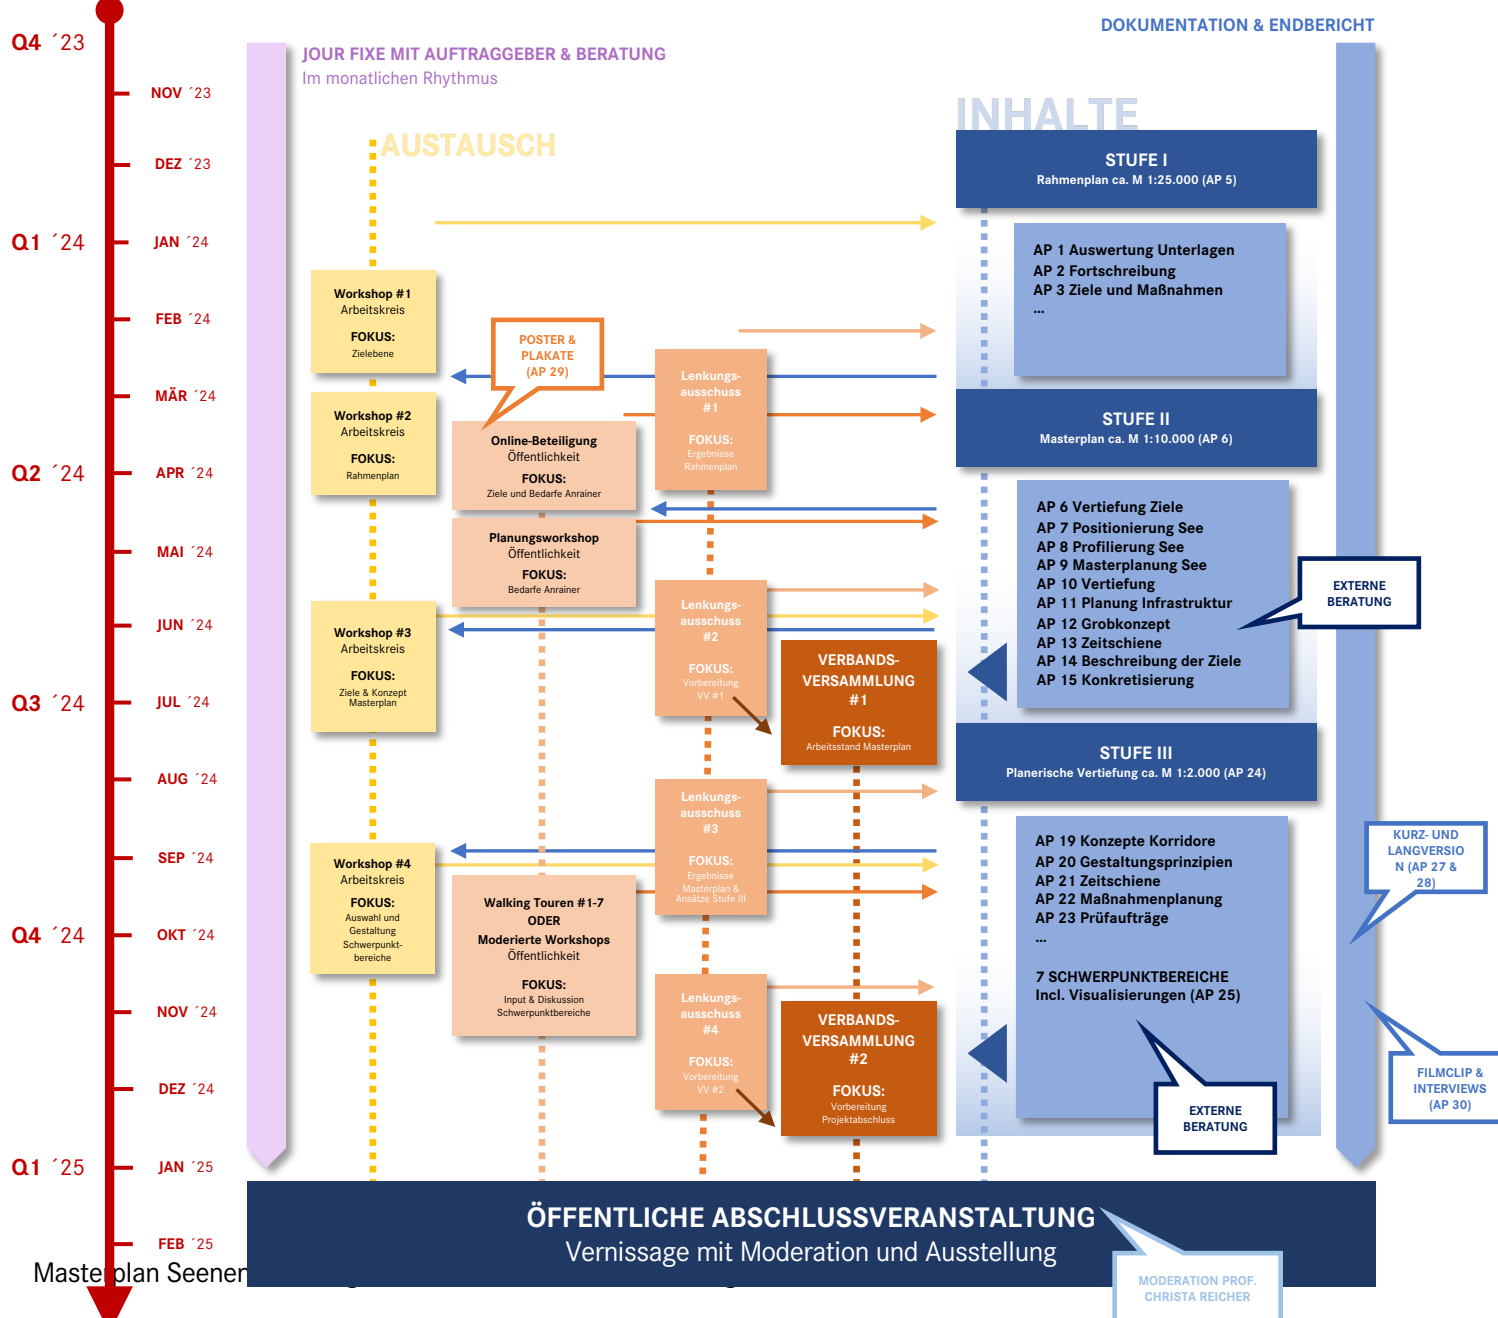 Q4 ´23
NOV ´23
DEZ ´23
Q1 ´24
JAN ´24
FEB ´24
MÄR ´24
Q2 ´24
APR ´24
MAI ´24
JUN ´24
Q3 ´24
JUL ´24
AUG ´24
SEP ´24
Q4 ´24
OKT ´24
NOV ´24
DEZ ´24
Q1 ´25
JAN ´25
FEB ´25
JOUR FIXE MIT AUFTRAGGEBER & BERATUNG
Im monatlichen Rhythmus
AUSTAUSCH
Workshop #1
Arbeitskreis
FOKUS:
Zielebene
Workshop #2
Arbeitskreis
FOKUS:
Rahmenplan
Workshop #3
Arbeitskreis
FOKUS:
Ziele & Konzept
Masterplan
Workshop #4
Arbeitskreis
FOKUS:
Auswahl und
Gestaltung
Schwerpunkt-
bereiche
POSTER &
PLAKATE
(AP 29)
Online-Beteiligung
Öffentlichkeit
FOKUS:
Ziele und Bedarfe Anrainer
Planungsworkshop
Öffentlichkeit
FOKUS:
Bedarfe Anrainer
Walking Touren #1-7
ODER
Moderierte Workshops
Öffentlichkeit
FOKUS:
Input & Diskussion
Schwerpunktbereiche
Lenkungs-
ausschuss
#1
FOKUS:
Ergebnisse
Rahmenplan
Lenkungs-
ausschuss
#2
FOKUS:
Vorbereitung
VV #1
Lenkungs-
ausschuss
#3
FOKUS:
Ergebnisse
Masterplan &
Ansätze Stufe III
Lenkungs-
ausschuss
#4
FOKUS:
Vorbereitung
VV #2
VERBANDS-
VERSAMMLUNG
#1
FOKUS:
Arbeitsstand Masterplan
VERBANDS-
VERSAMMLUNG
#2
FOKUS:
Vorbereitung
Projektabschluss
DOKUMENTATION & ENDBERICHT
INHALTE
STUFE I
Rahmenplan ca. M 1:25.000 (AP 5)
AP 1 Auswertung Unterlagen
AP 2 Fortschreibung
AP 3 Ziele und Maßnahmen
...
STUFE II
Masterplan ca. M 1:10.000 (AP 6)
AP 6 Vertiefung Ziele
AP 7 Positionierung See
AP 8 Profilierung See
AP 9 Masterplanung See
AP 10 Vertiefung
AP 11 Planung Infrastruktur
AP 12 Grobkonzept
AP 13 Zeitschiene
AP 14 Beschreibung der Ziele
AP 15 Konkretisierung
EXTERNE
BERATUNG
STUFE III
Planerische Vertiefung ca. M 1:2.000 (AP 24)
AP 19 Konzepte Korridore
AP 20 Gestaltungsprinzipien
AP 21 Zeitschiene
AP 22 Maßnahmenplanung
AP 23 Prüfaufträge
...
7 SCHWERPUNKTBEREICHE
Incl. Visualisierungen (AP 25)
EXTERNE
BERATUNG
KURZ- UND
LANGVERSIO
N (AP 27 &
28)
FILMCLIP &
INTERVIEWS
(AP 30)
ÖFFENTLICHE ABSCHLUSSVERANSTALTUNG
Vernissage mit Moderation und Ausstellung
MODERATION PROF.
CHRISTA REICHER
Masterplan